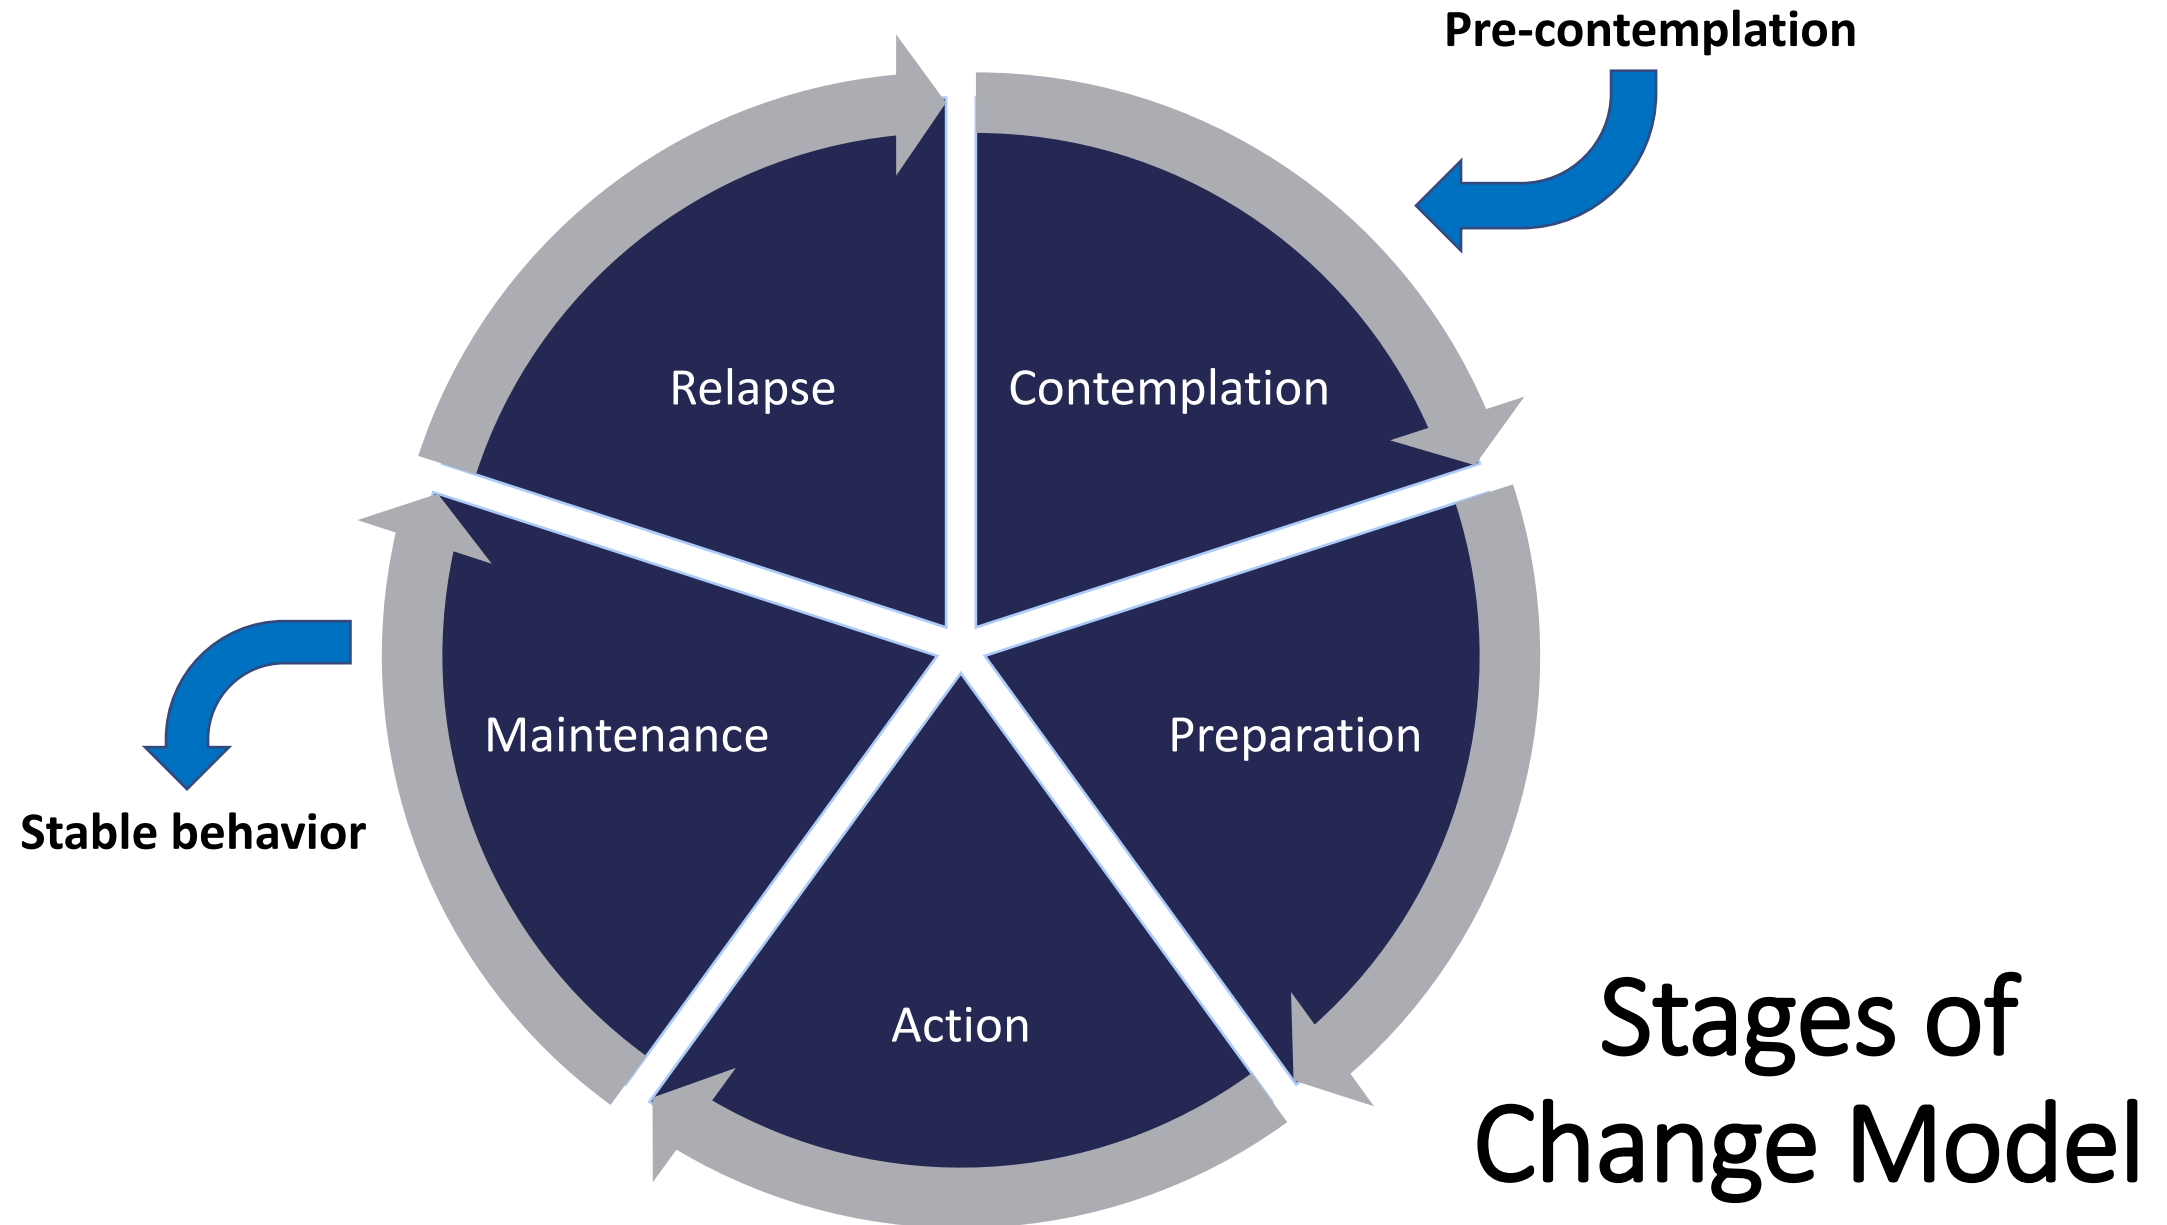 Pre-contemplation
Relapse
Contemplation
Maintenance
Preparation
Stable behavior
Action
Stages of
Change Model